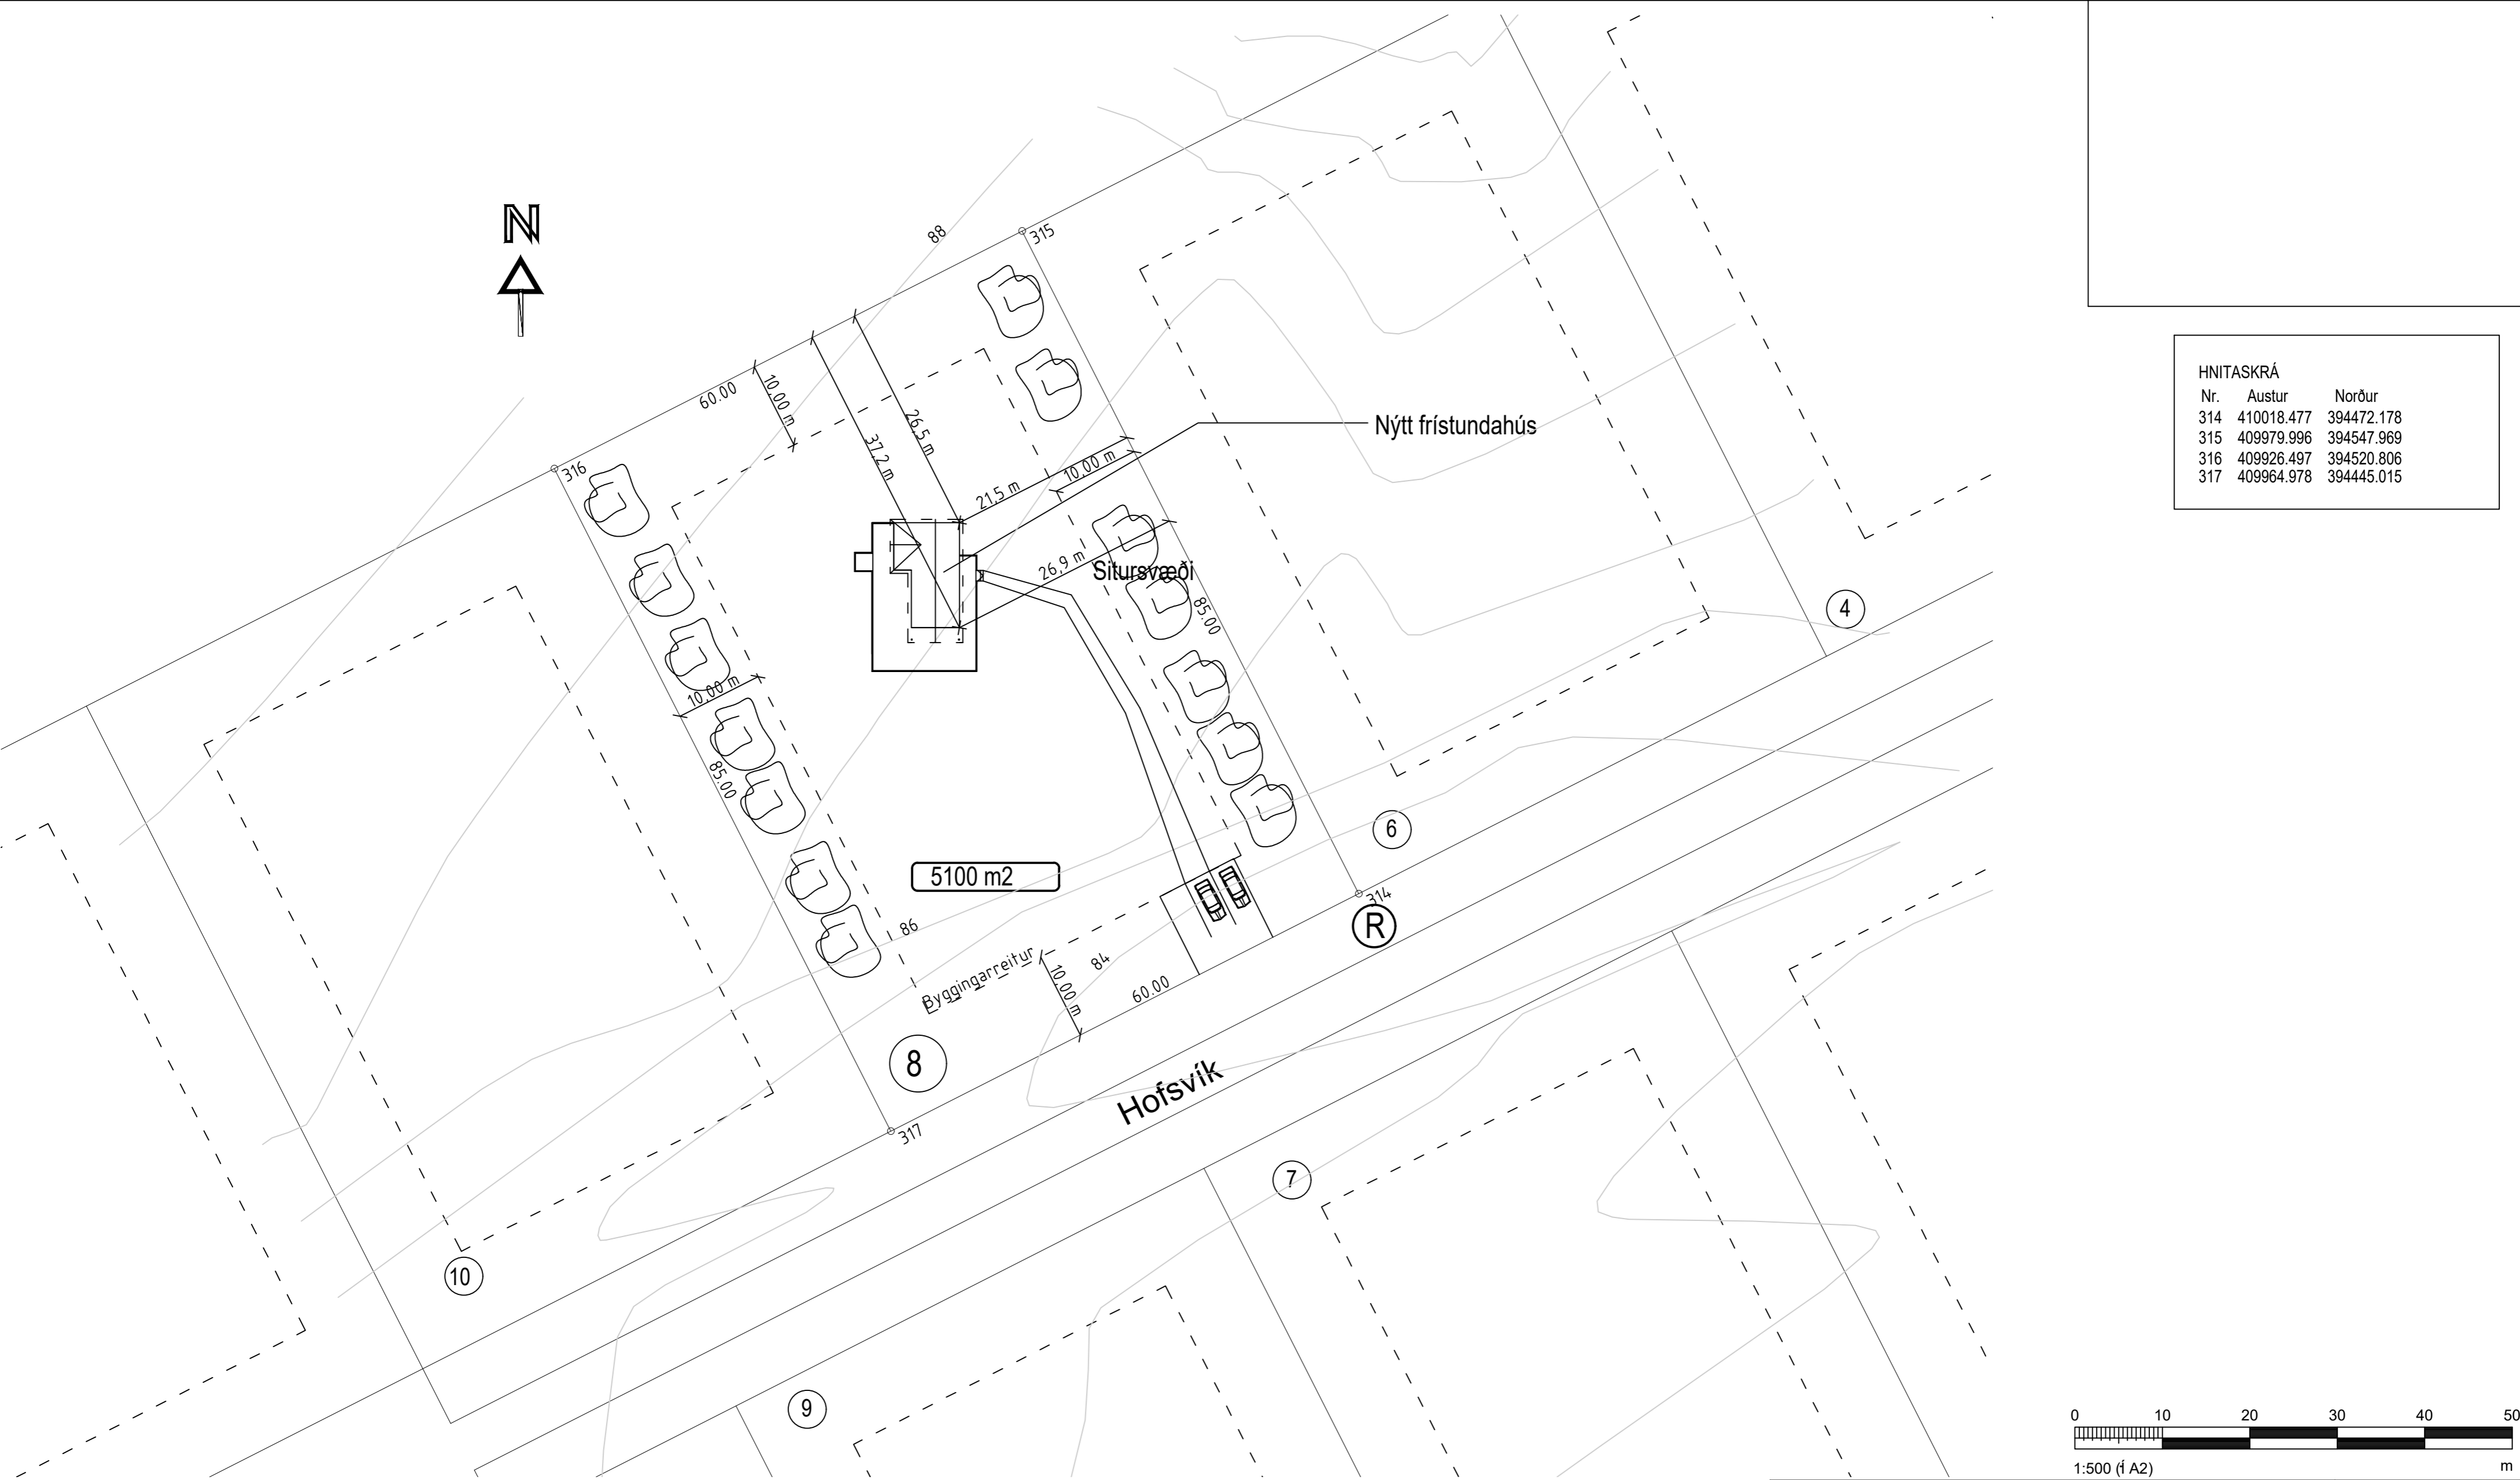 N
88
315
316
60.00
10,00 m
37,2 m
26,5 m
21,5 m
10,00 m
Nýtt frístundahús
26,9 m
Sitursvæði
85.00
10,00 m
85.00
HNITASKRÁ
Nr. Austur Norður
314 410018.477 394472.178
315 409979.996 394547.969
316 409926.497 394520.806
317 409964.978 394445.015
4
6
5100 m2
86
314
R
Byggingarreitur
84
10,00 m
60.00
8
317
Hofsvík
7
10
9
0 10 20 30 40 50
1:500 (í A2) m